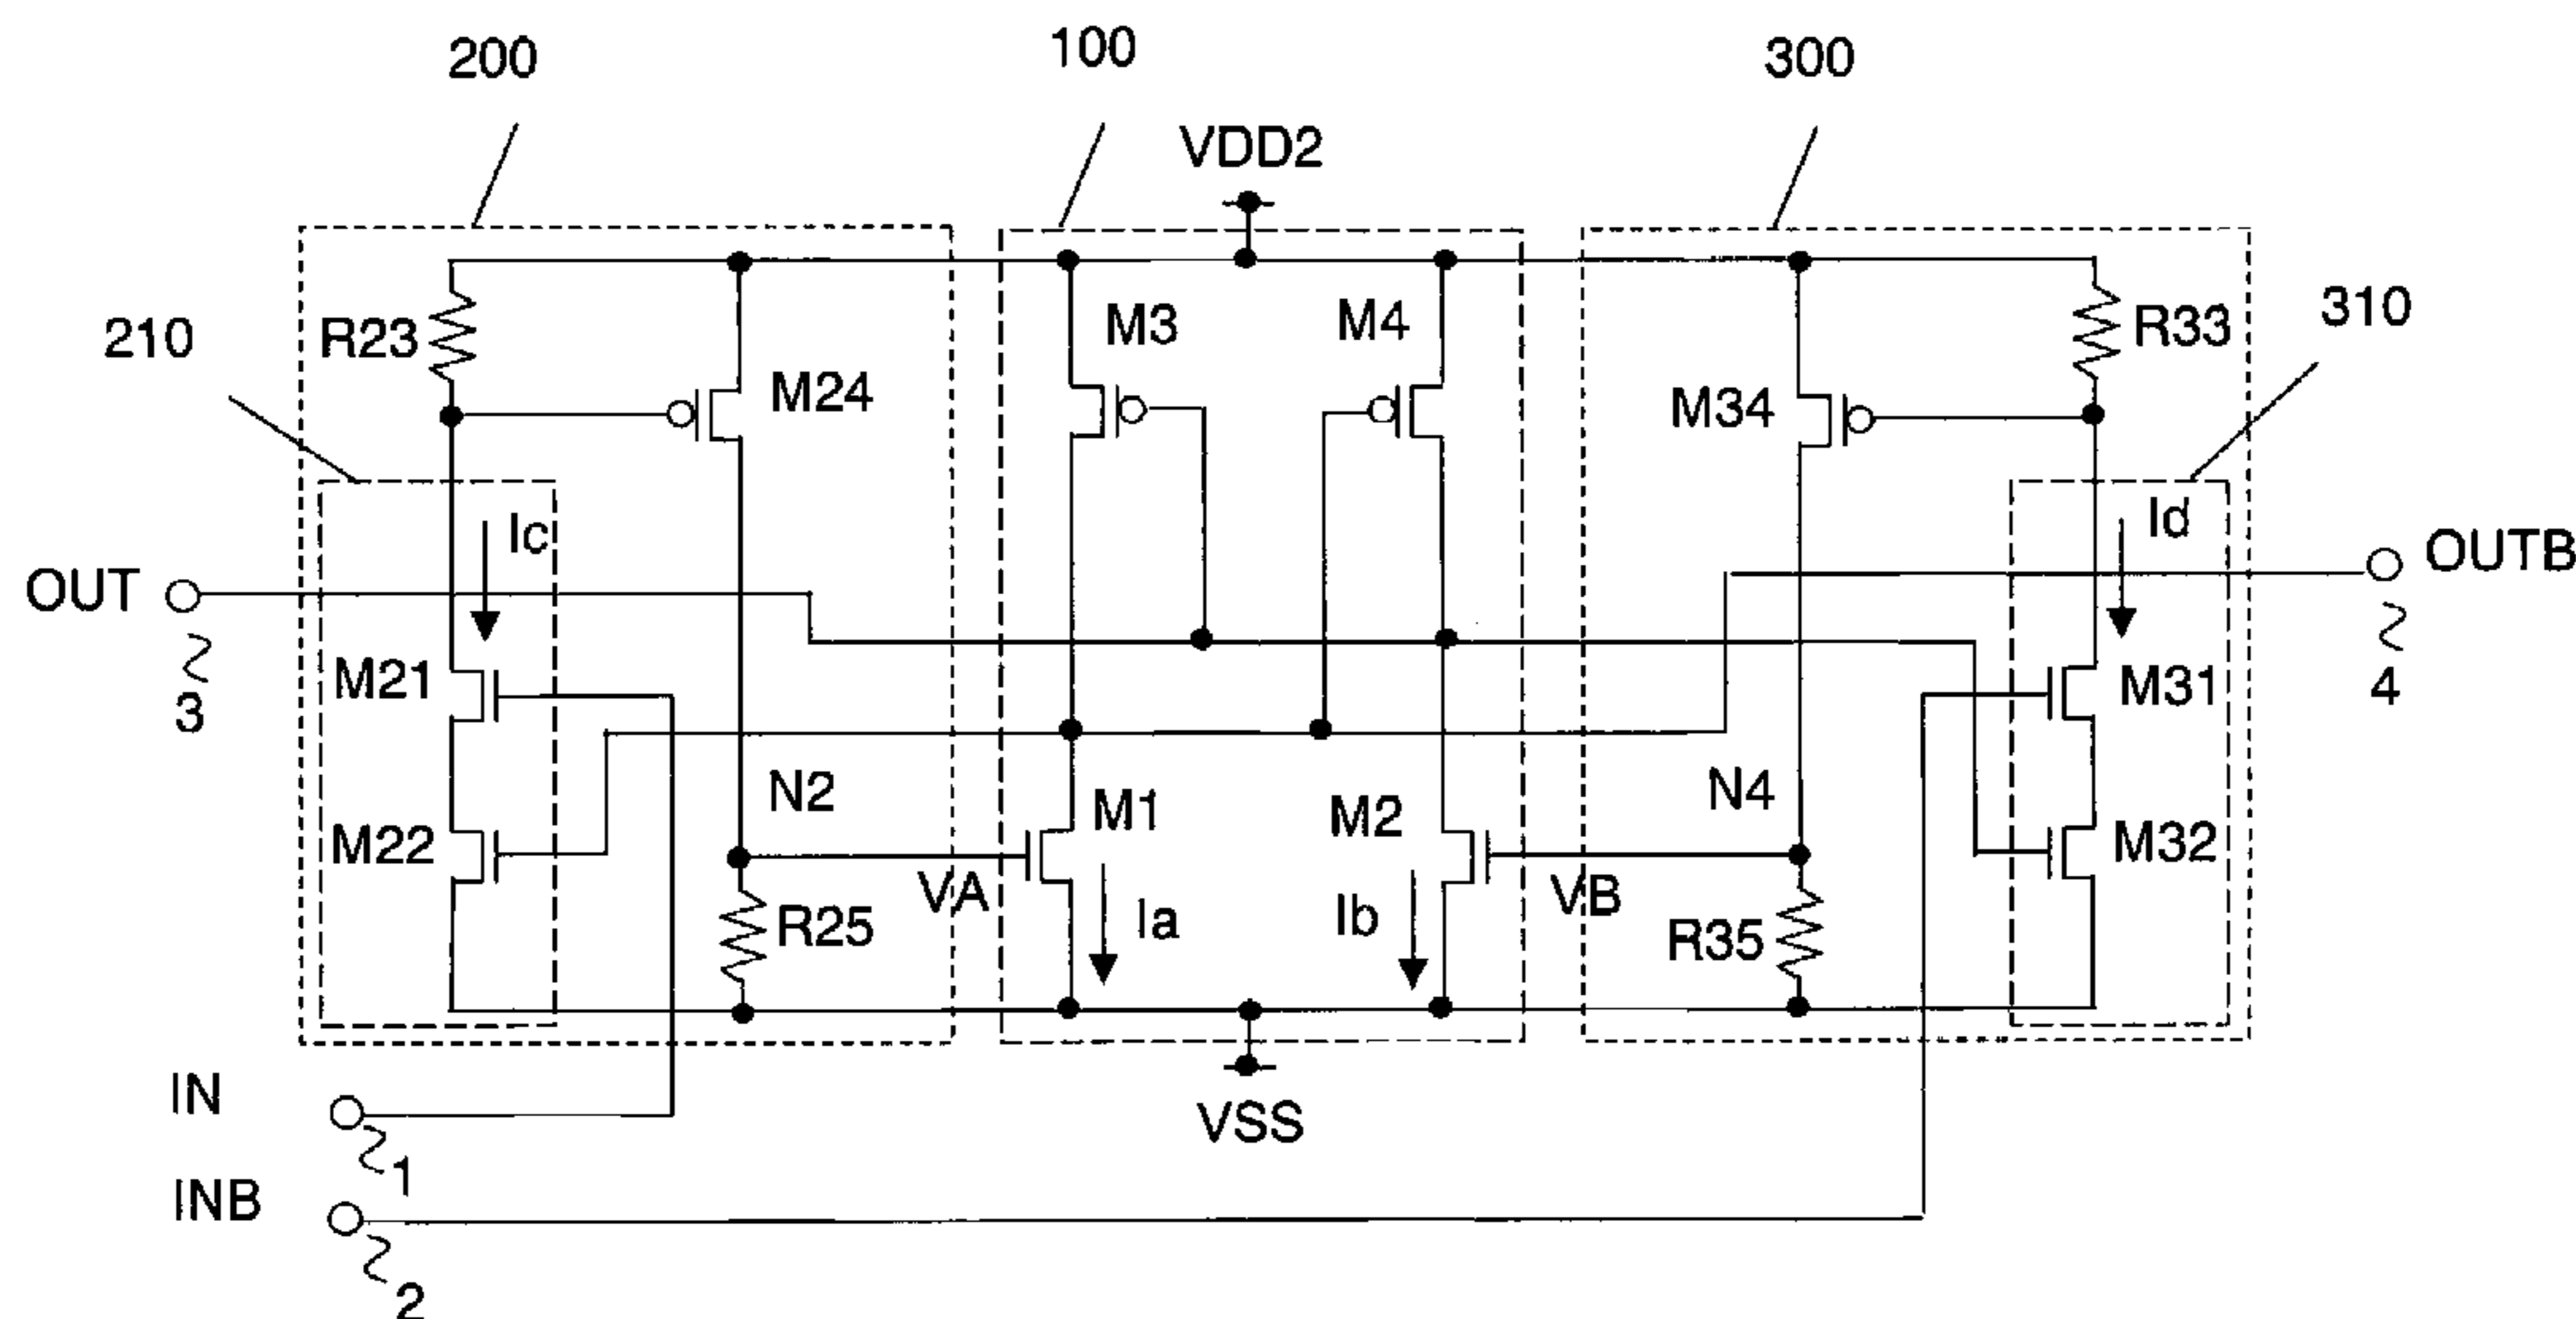 200
100
300
VDD2
210
R23
M24
M3
M4
M34
R33
310
Ic
Id
OUT
OUTB
3
M21
M31
4
N2
M1
M2
N4
M22
M32
VA
Ia
Ib
VB
R25
R35
IN
1
VSS
INB
2